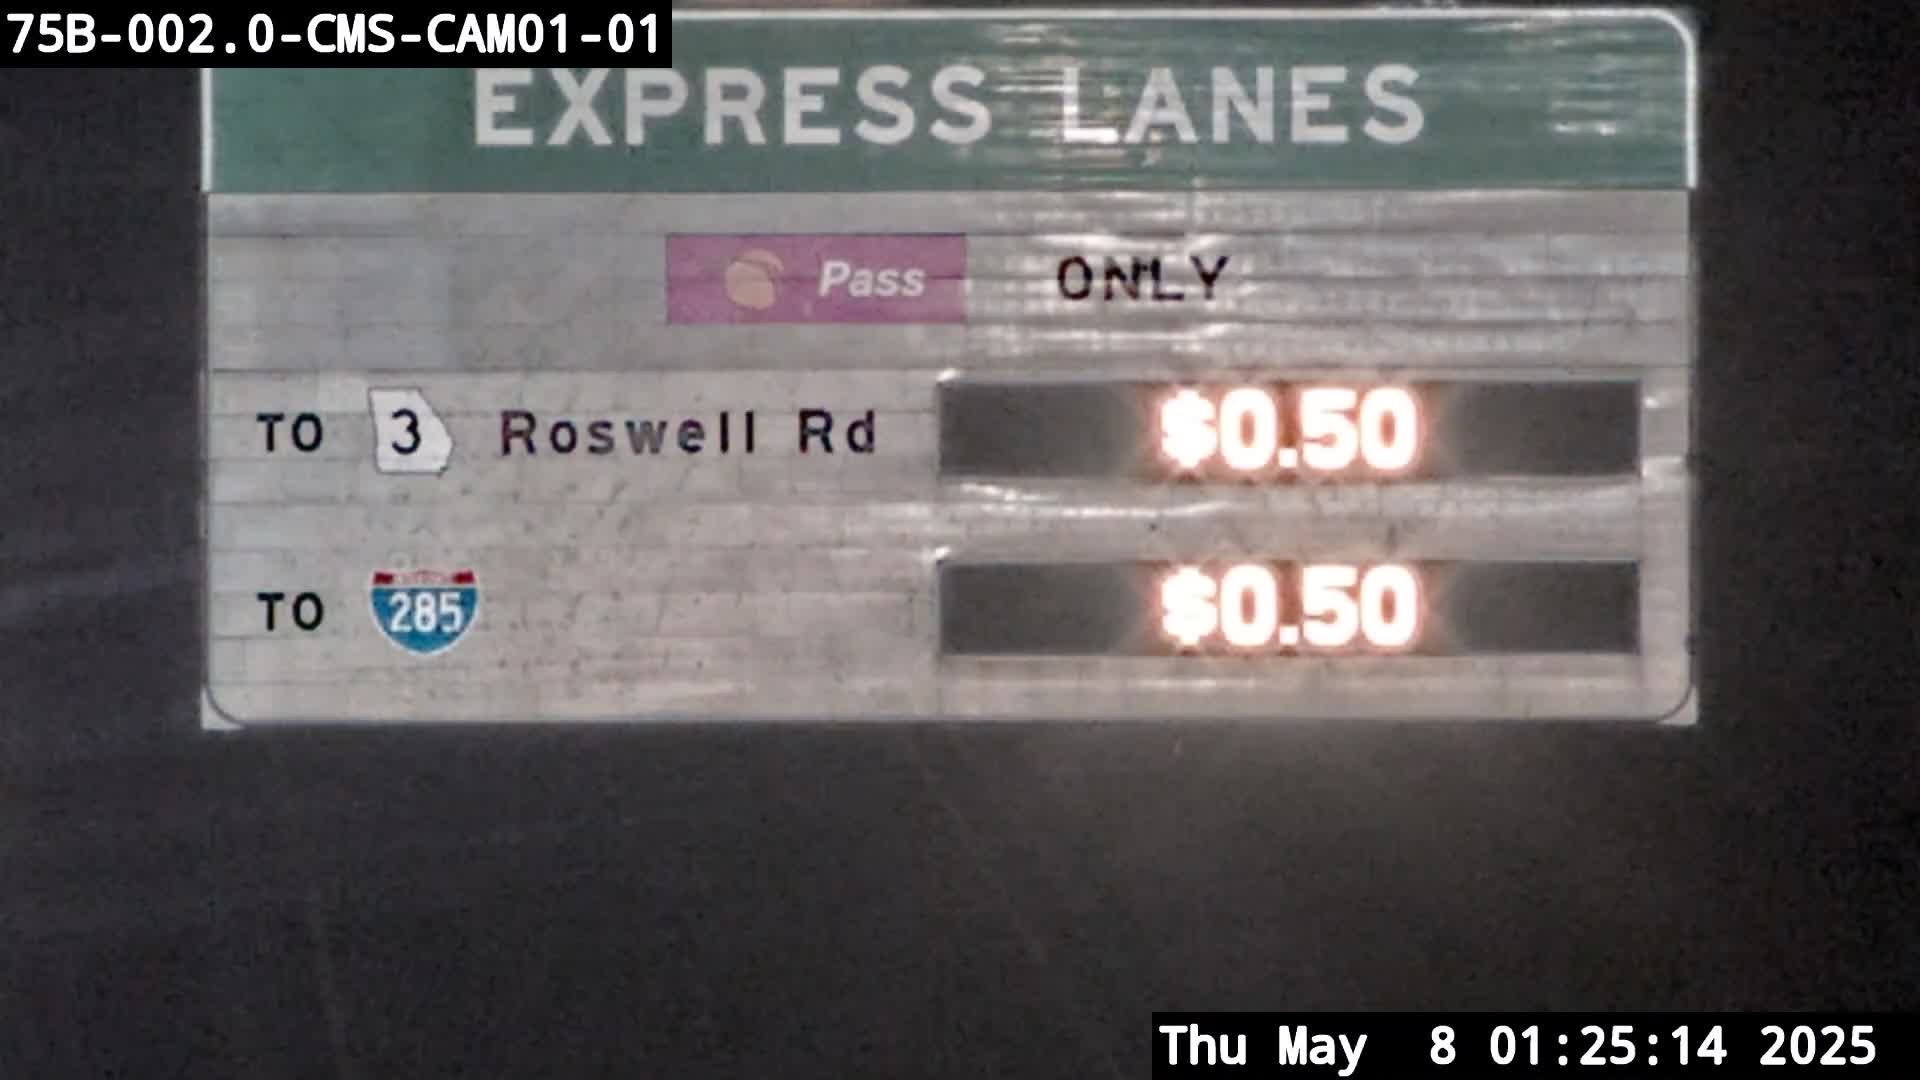 75B-002.0-CMS-CAM01-01
EXPRESS LANES
Pass ONLY
TO 3 Roswell Rd $0.50
TO 285 $0.50
Thu May 8 01:25:14 2025